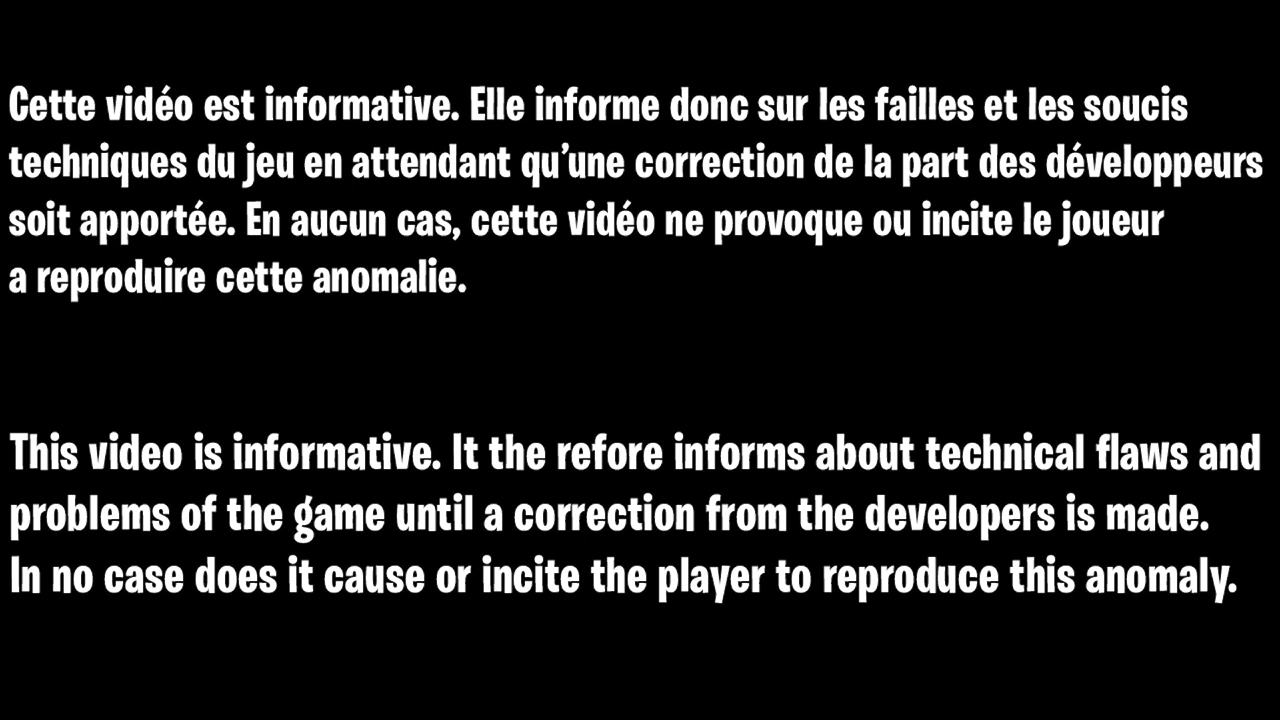 Cette vidéo est informative. Elle informe donc sur les failles et les soucis
techniques du jeu en attendant qu’une correction de la part des développeurs
soit apportée. En aucun cas, cette vidéo ne provoque ou incite le joueur
a reproduire cette anomalie.
This video is informative. It the refore informs about technical flaws and
problems of the game until a correction from the developers is made.
In no case does it cause or incite the player to reproduce this anomaly.